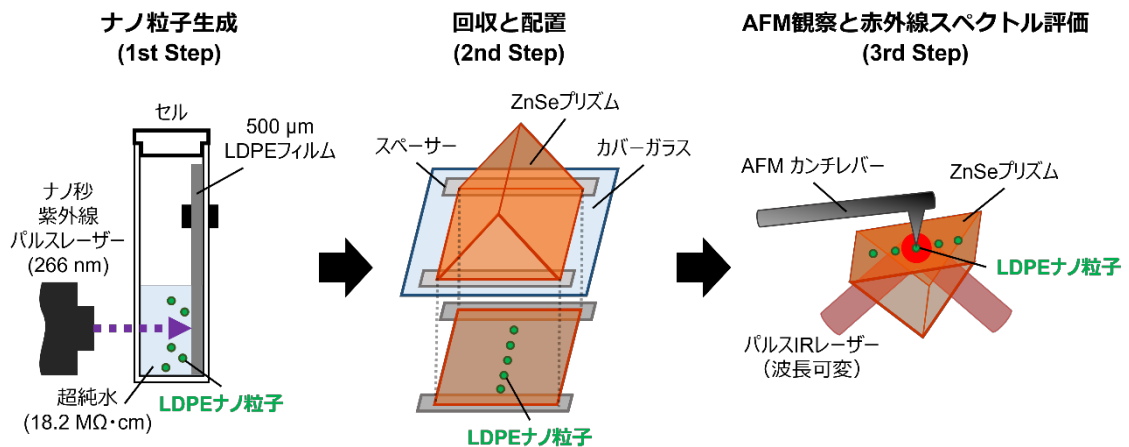 ナノ粒子生成
(1st Step)
セル
500 µm
LDPEフィルム
ナノ秒
紫外線
パルスレーザー
(266 nm)
超純水
(18.2 MΩ・cm)
LDPEナノ粒子
回収と配置
(2nd Step)
ZnSeプリズム
スペーサー
カバーガラス
LDPEナノ粒子
AFM観察と赤外線スペクトル評価
(3rd Step)
AFM カンチレバー
ZnSeプリズム
LDPEナノ粒子
パルスIRレーザー
（波長可変）